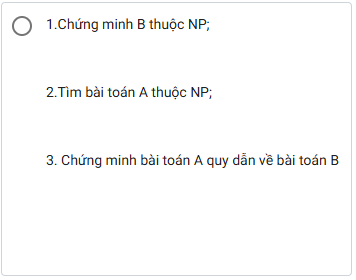 1.Chứng minh B thuộc NP;
2.Tìm bài toán A thuộc NP;
3. Chứng minh bài toán A quy dẫn về bài toán B